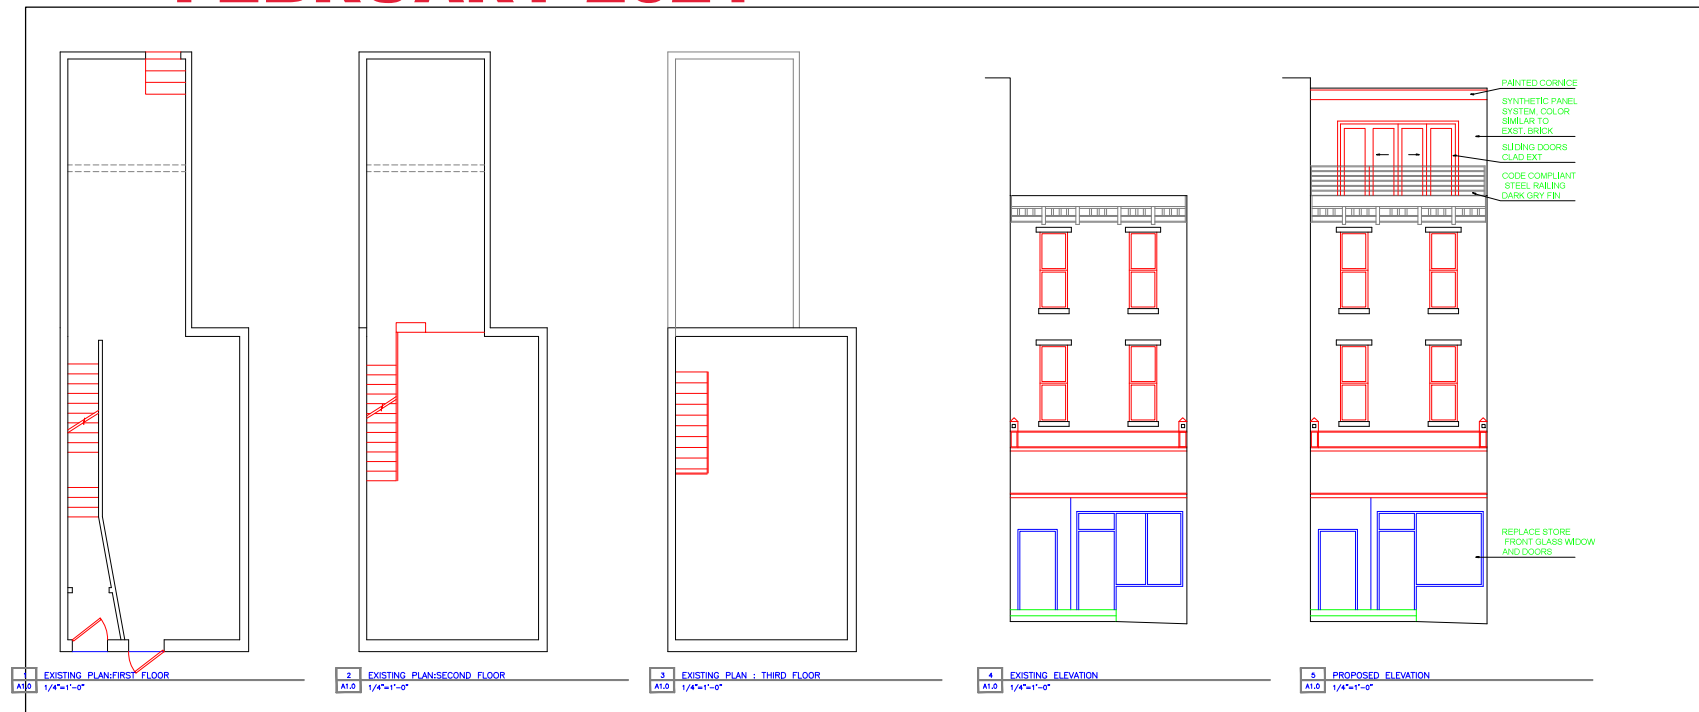 FEBRUARY 2021
PAINTED CORNICE
SYNTHETIC PANEL
SYSTEM, COLOR
SIMILAR TO
EXST. BRICK
SLIDING DOORS
CLAD EXT
CODE COMPLIANT
STEEL RAILING
DARK GRY FIN
REPLACE STORE
FRONT GLASS WIDOW
AND DOORS
1 EXISTING PLAN:FIRST FLOOR
A1.0 1/4"=1'-0"
2 EXISTING PLAN:SECOND FLOOR
A1.0 1/4"=1'-0"
3 EXISTING PLAN : THIRD FLOOR
A1.0 1/4"=1'-0"
4 EXISTING ELEVATION
A1.0 1/4"=1'-0"
5 PROPOSED ELEVATION
A1.0 1/4"=1'-0"